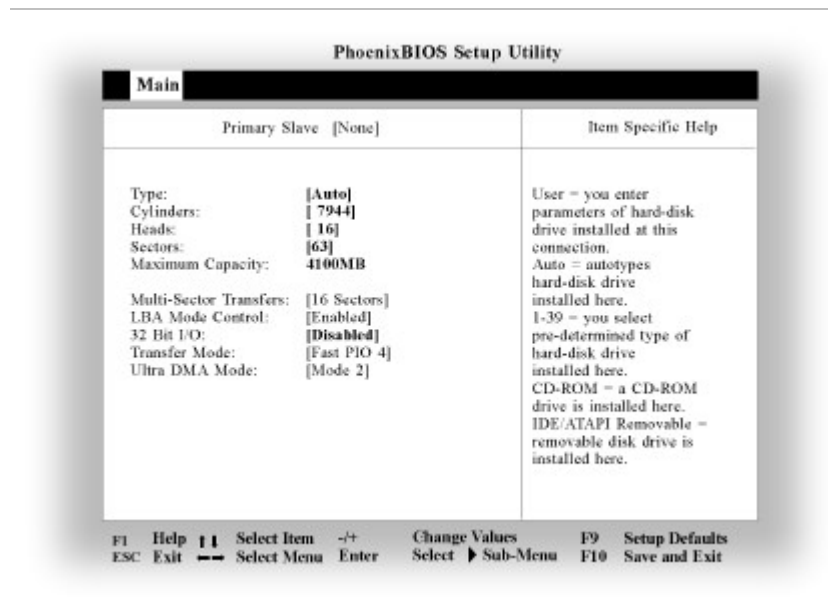 PhoenixBIOS Setup Utility
Main
Primary Slave [None]
Item Specific Help
Type: [Auto]
Cylinders: [ 7944]
Heads: [ 16]
Sectors: [63]
Maximum Capacity: 4100MB
Multi-Sector Transfers: [16 Sectors]
LBA Mode Control: [Enabled]
32 Bit I/O: [Disabled]
Transfer Mode: [Fast PIO 4]
Ultra DMA Mode: [Mode 2]
User = you enter
parameters of hard-disk
drive installed at this
connection.
Auto = autotypes
hard-disk drive
installed here.
1-39 = you select
pre-determined type of
hard-disk drive
installed here.
CD-ROM = a CD-ROM
drive is installed here.
IDE/ATAPI Removable =
removable disk drive is
installed here.
F1 Help ↑↓ Select Item -/+ Change Values F9 Setup Defaults
ESC Exit ←→ Select Menu Enter Select ▶ Sub-Menu F10 Save and Exit